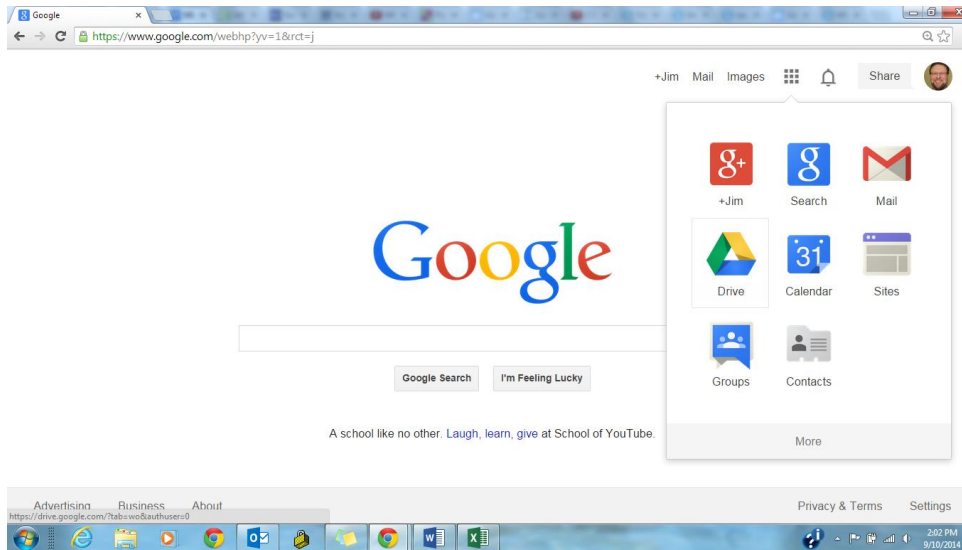 Google
https://www.google.com/webhp?yv=1&rct=j
+Jim Mail Images Share
g+ g
+Jim Search Mail
31
Drive Calendar Sites
Groups Contacts
More
Google
Google Search I'm Feeling Lucky
A school like no other. Laugh, learn, give at School of YouTube.
Advertising Business About Privacy & Terms Settings
https://drive.google.com/?tab=wo&authuser=0
2:02 PM
9/10/2014